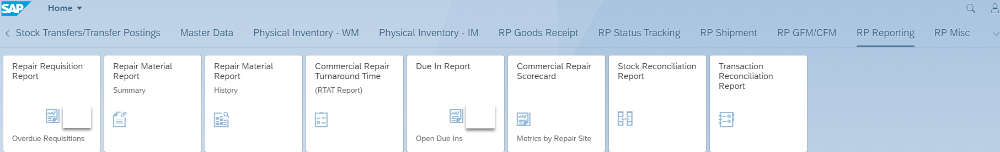 SAP Home
Stock Transfers/Transfer Postings Master Data Physical Inventory - WM Physical Inventory - IM RP Goods Receipt RP Status Tracking RP Shipment RP GFM/CFM RP Reporting RP Misc
Repair Requisition
Report
Overdue Requisitions
Repair Material
Report
Summary
Repair Material
Report
History
Commercial Repair
Turnaround Time
(RTAT Report)
Due In Report
Open Due Ins
Commercial Repair
Scorecard
Metrics by Repair Site
Stock Reconciliation
Report
Transaction
Reconciliation
Report